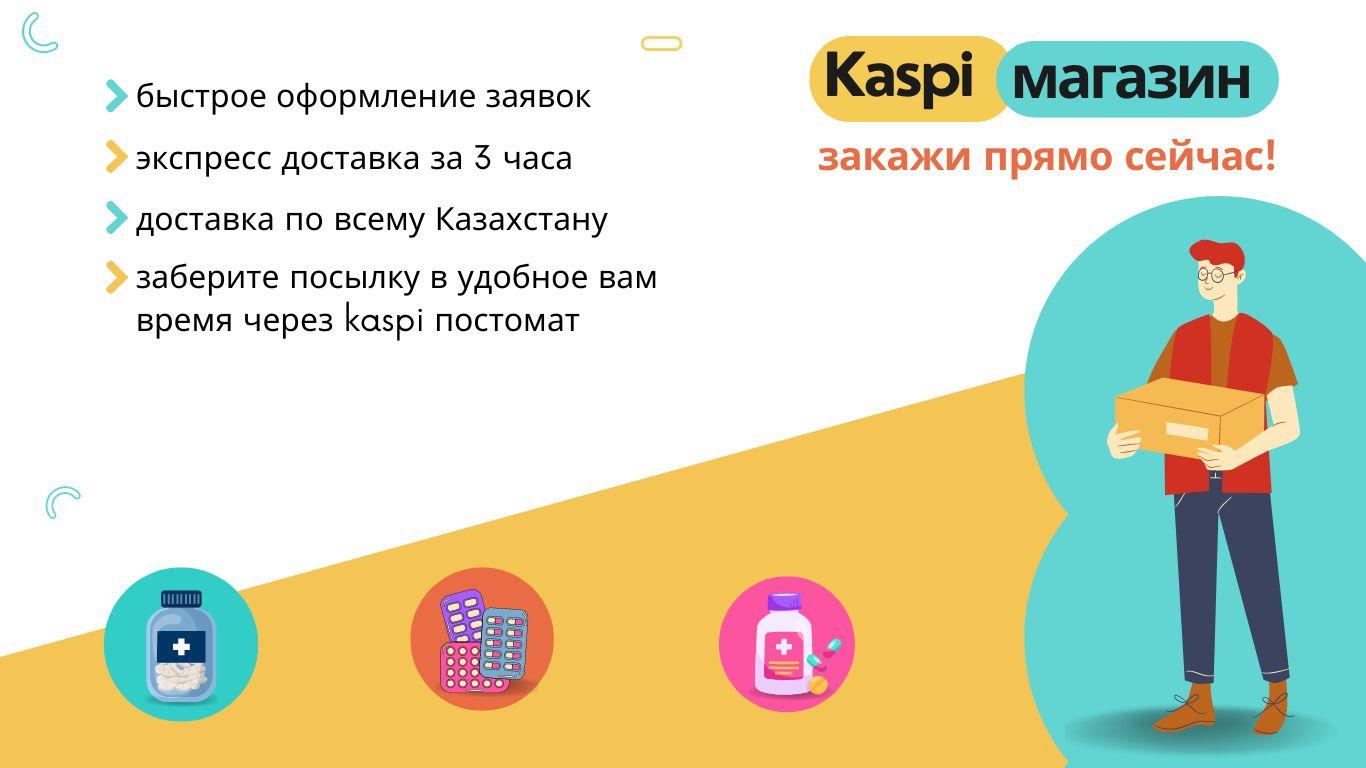 Kaspi магазин
закажи прямо сейчас!
быстрое оформление заявок
экспресс доставка за 3 часа
доставка по всему Казахстану
заберите посылку в удобное вам
время через kaspi постомат